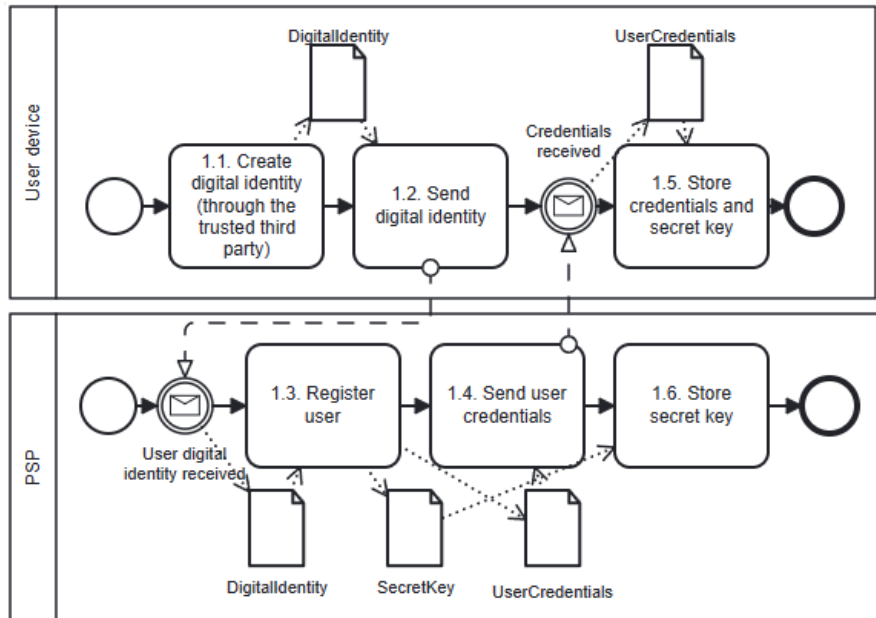 User device
DigitalIdentity
UserCredentials
1.1. Create
digital identity
(through the
trusted third
party)
1.2. Send
digital identity
Credentials
received
1.5. Store
credentials and
secret key
PSP
User digital
identity received
1.3. Register
user
1.4. Send user
credentials
1.6. Store
secret key
DigitalIdentity
SecretKey
UserCredentials